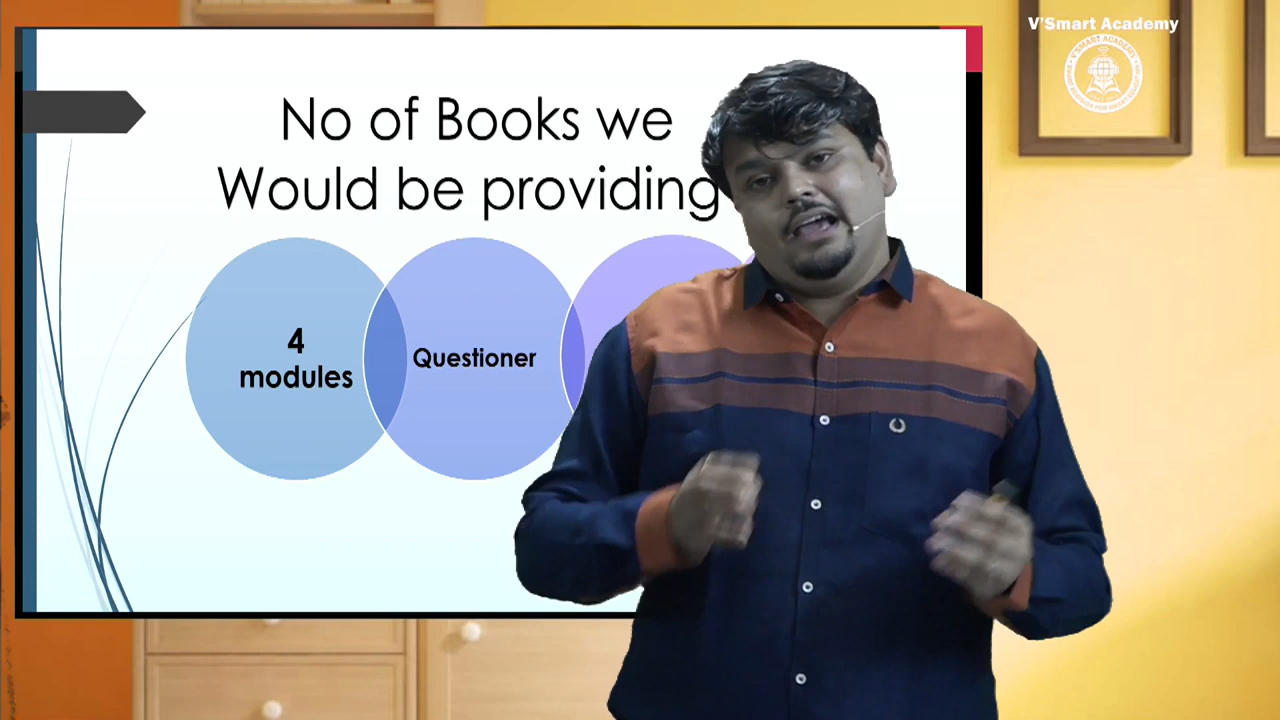 V'Smart Academy
No of Books we
Would be providing
4
modules
Questioner